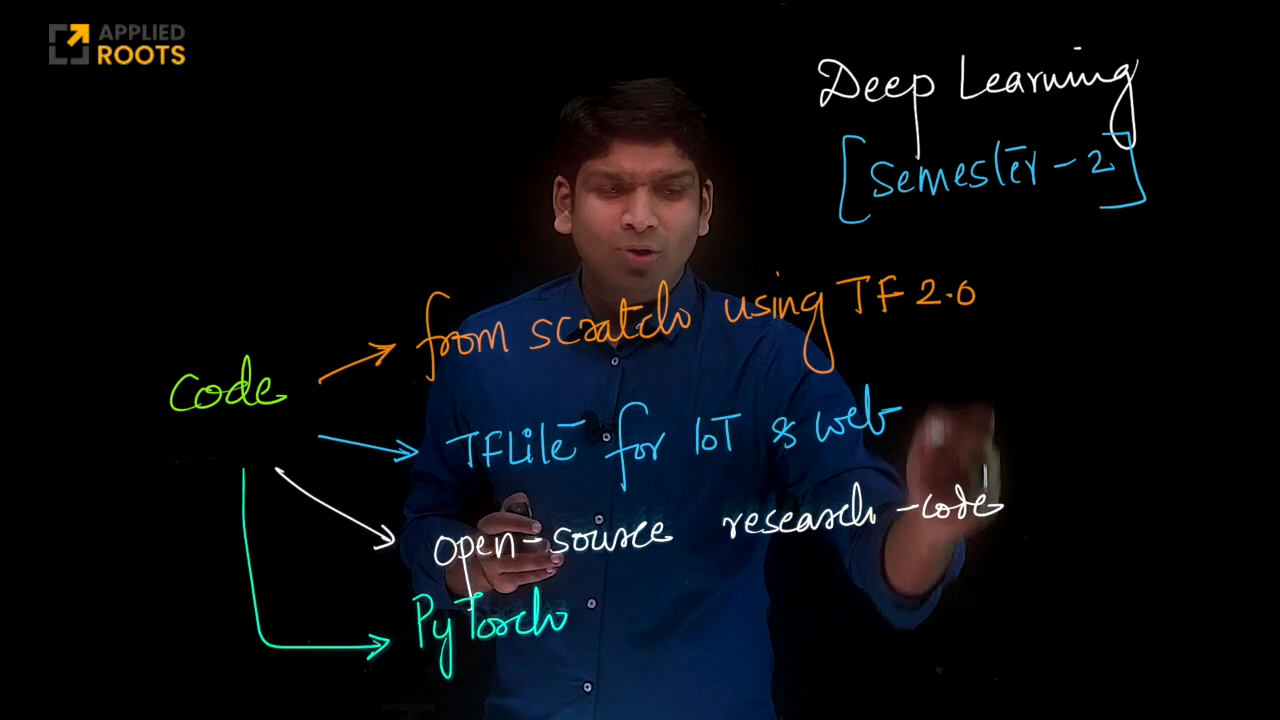 APPLIED
ROOTS
Deep Learning
[semester-2]
from scratch using TF 2.0
code
TFLite for IoT & web
open-source research-code
PyTorch